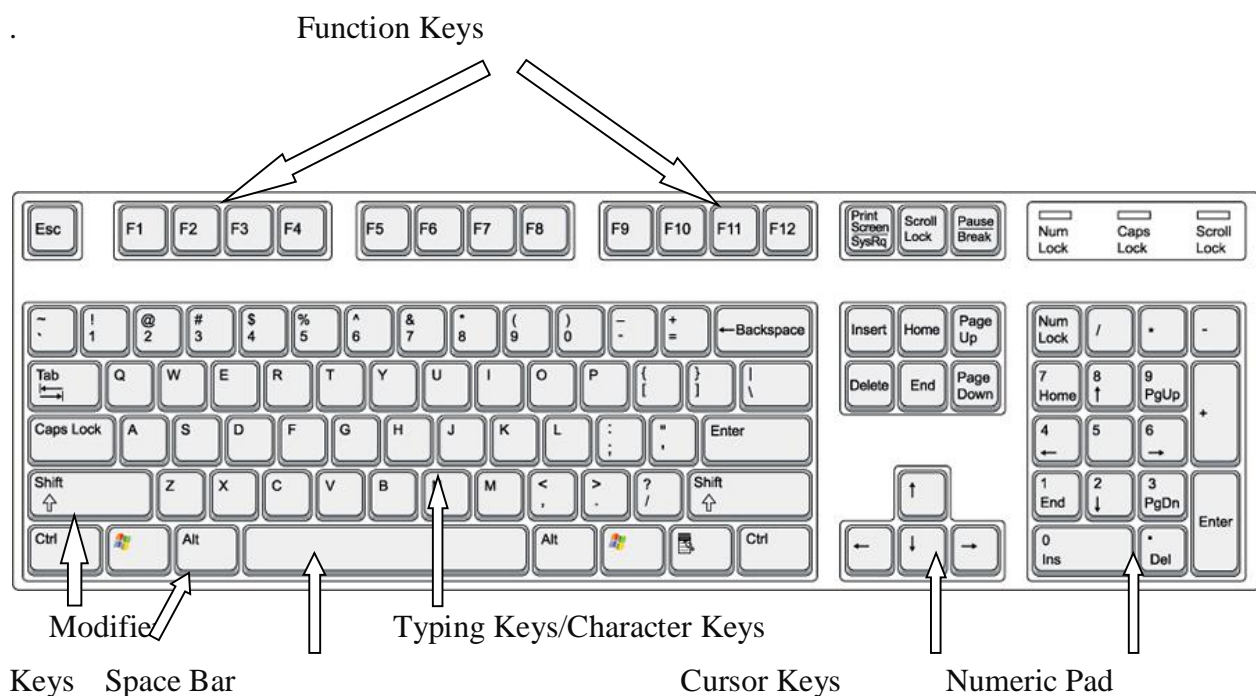 . Function Keys
Esc F1 F2 F3 F4 F5 F6 F7 F8 F9 F10 F11 F12 Print Screen SysRq Scroll Lock Pause Break Num Lock Caps Lock Scroll Lock
~ ` ! 1 @ 2 # 3 $ 4 % 5 ^ 6 & 7 * 8 ( 9 ) 0 – - + = ←Backspace Insert Home Page Up Num Lock / * -
Tab Q W E R T Y U I O P { [ } ] | \ Delete End Page Down 7 Home 8 ↑ 9 PgUp +
Caps Lock A S D F G H J K L : ; " ' Enter 4 ← 5 6 →
Shift Z X C V B M < , > . ? / Shift ↑ 1 End 2 ↓ 3 PgDn Enter
Ctrl Alt Alt Ctrl ← ↓ → 0 Ins . Del
Modifie Typing Keys/Character Keys
Keys Space Bar Cursor Keys Numeric Pad